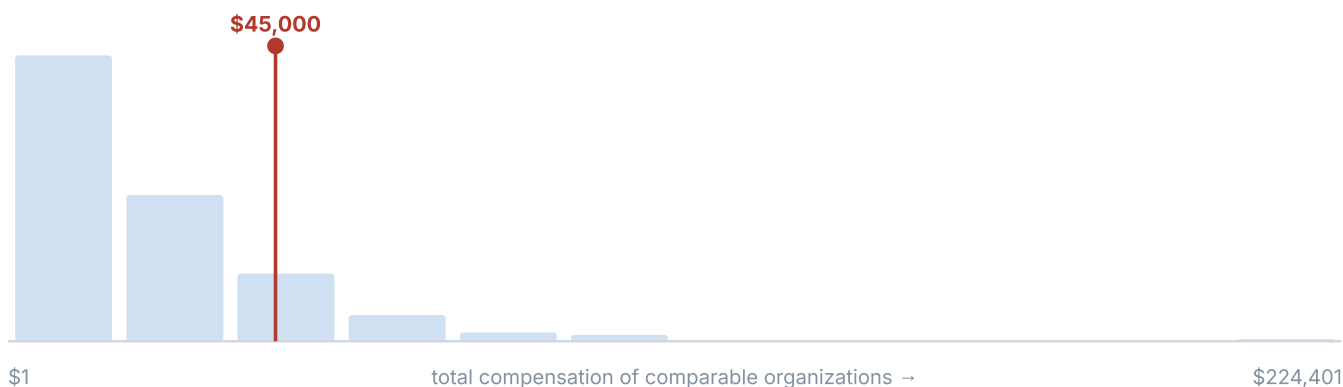 $45,000
$1 total compensation of comparable organizations → $224,401